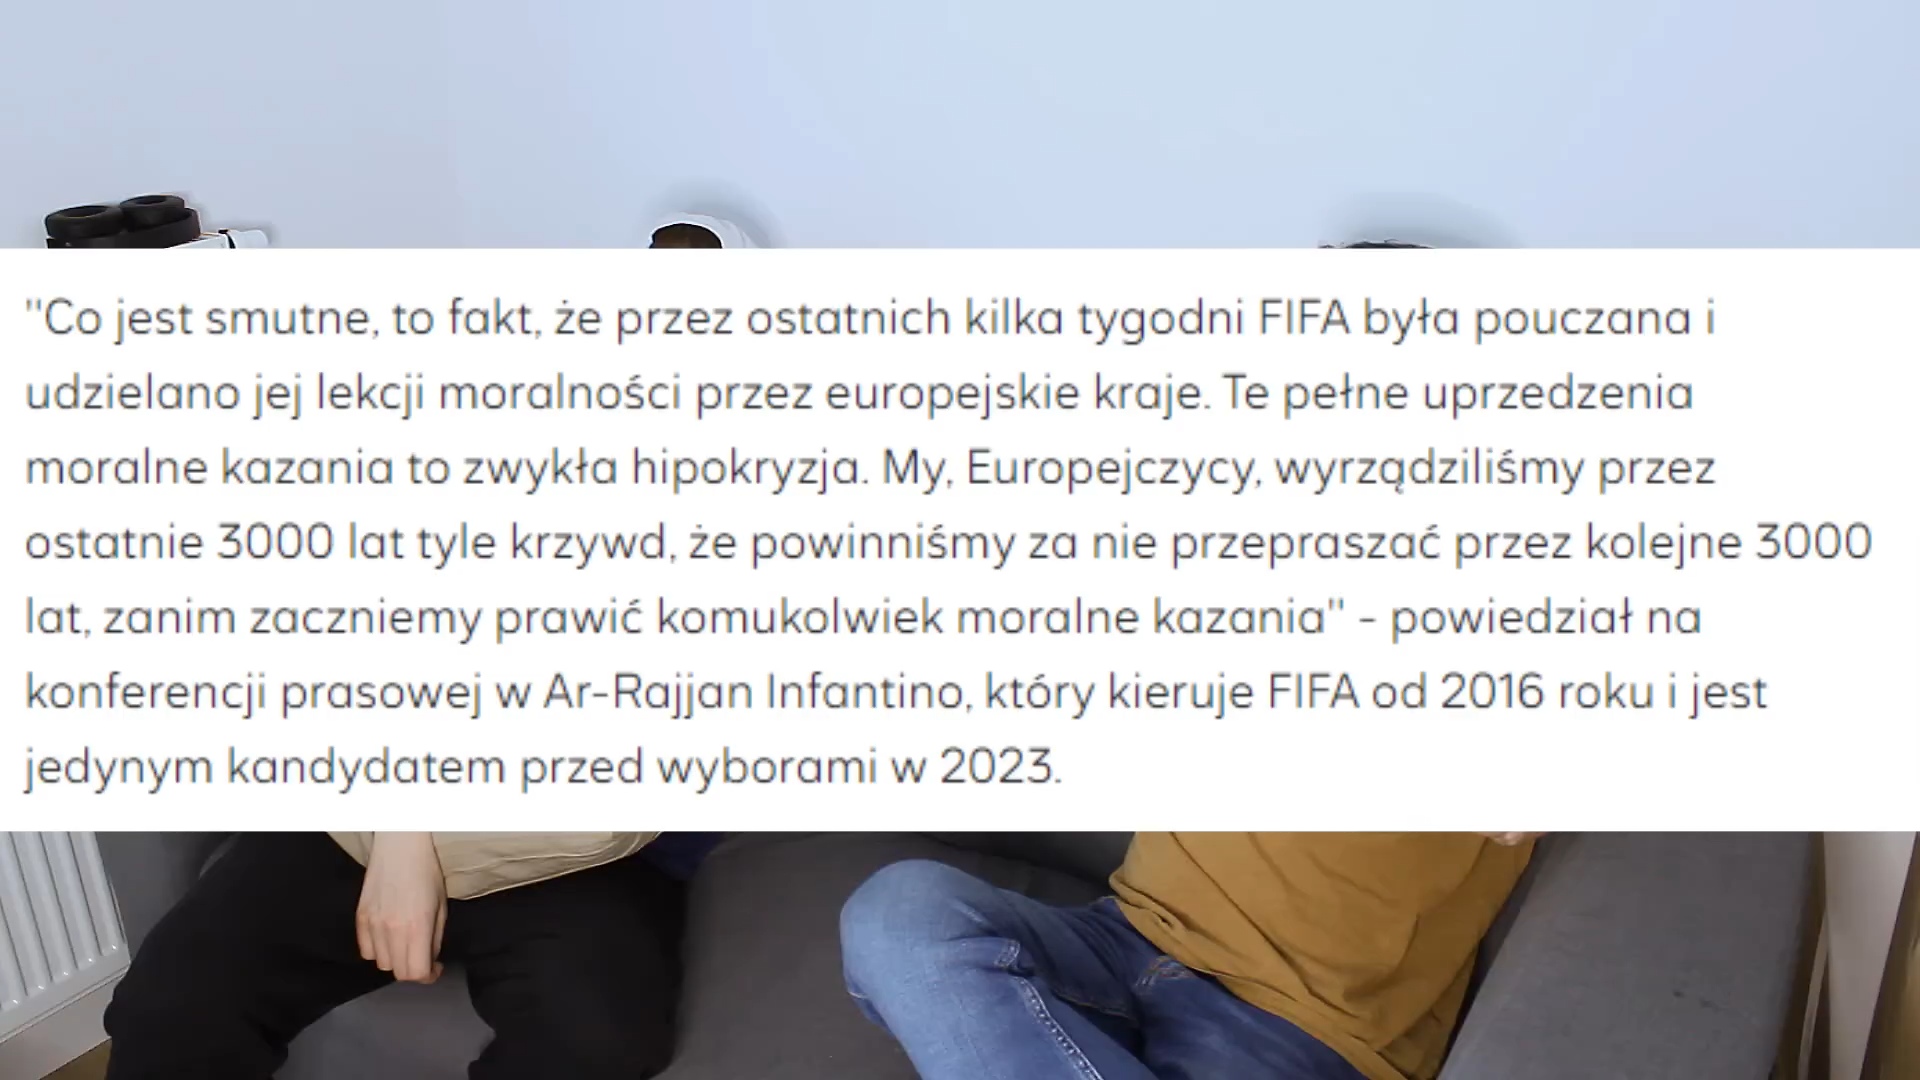 "Co jest smutne, to fakt, że przez ostatnich kilka tygodni FIFA była pouczana i
udzielano jej lekcji moralności przez europejskie kraje. Te pełne uprzedzenia
moralne kazania to zwykła hipokryzja. My, Europejczycy, wyrządziliśmy przez
ostatnie 3000 lat tyle krzywd, że powinniśmy za nie przepraszać przez kolejne 3000
lat, zanim zaczniemy prawić komukolwiek moralne kazania" - powiedział na
konferencji prasowej w Ar-Rajjan Infantino, który kieruje FIFA od 2016 roku i jest
jedynym kandydatem przed wyborami w 2023.